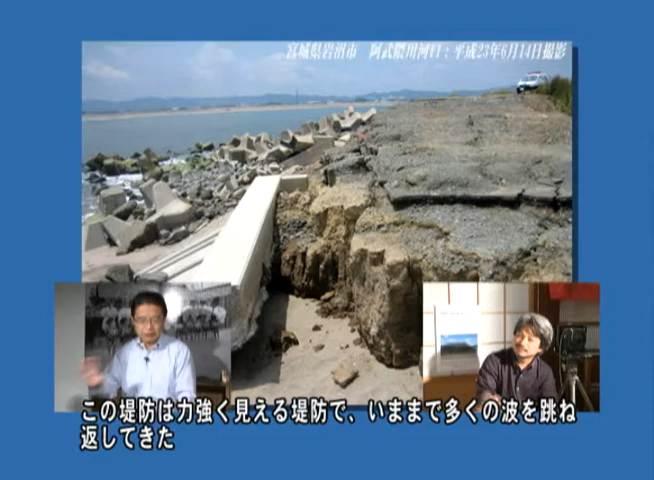 宮城県岩沼市　阿武隈川河口：平成23年6月14日撮影
この堤防は力強く見える堤防で、いままで多くの波を跳ね
返してきた